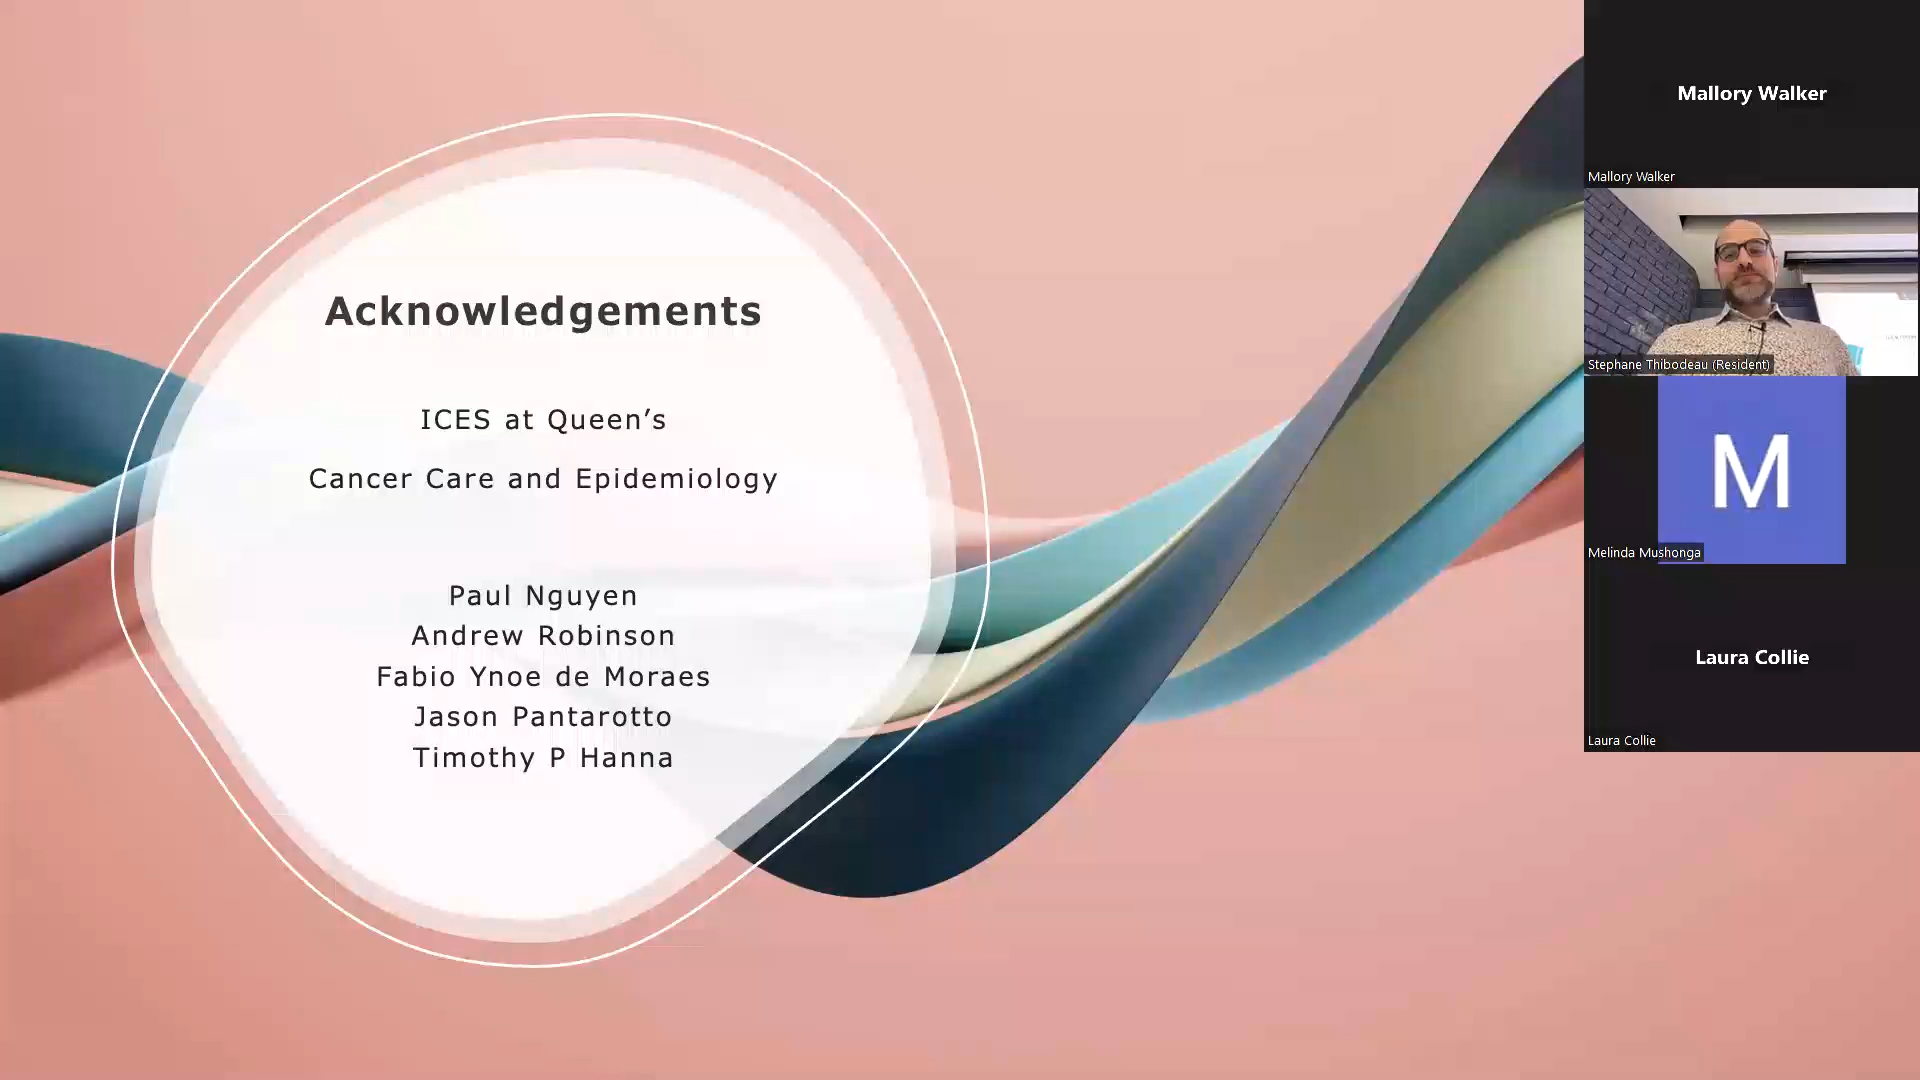 Acknowledgements
ICES at Queen’s
Cancer Care and Epidemiology
Paul Nguyen
Andrew Robinson
Fabio Ynoe de Moraes
Jason Pantarotto
Timothy P Hanna
Mallory Walker
Mallory Walker
Stephane Thibodeau (Resident)
M
Melinda Mushonga
Laura Collie
Laura Collie